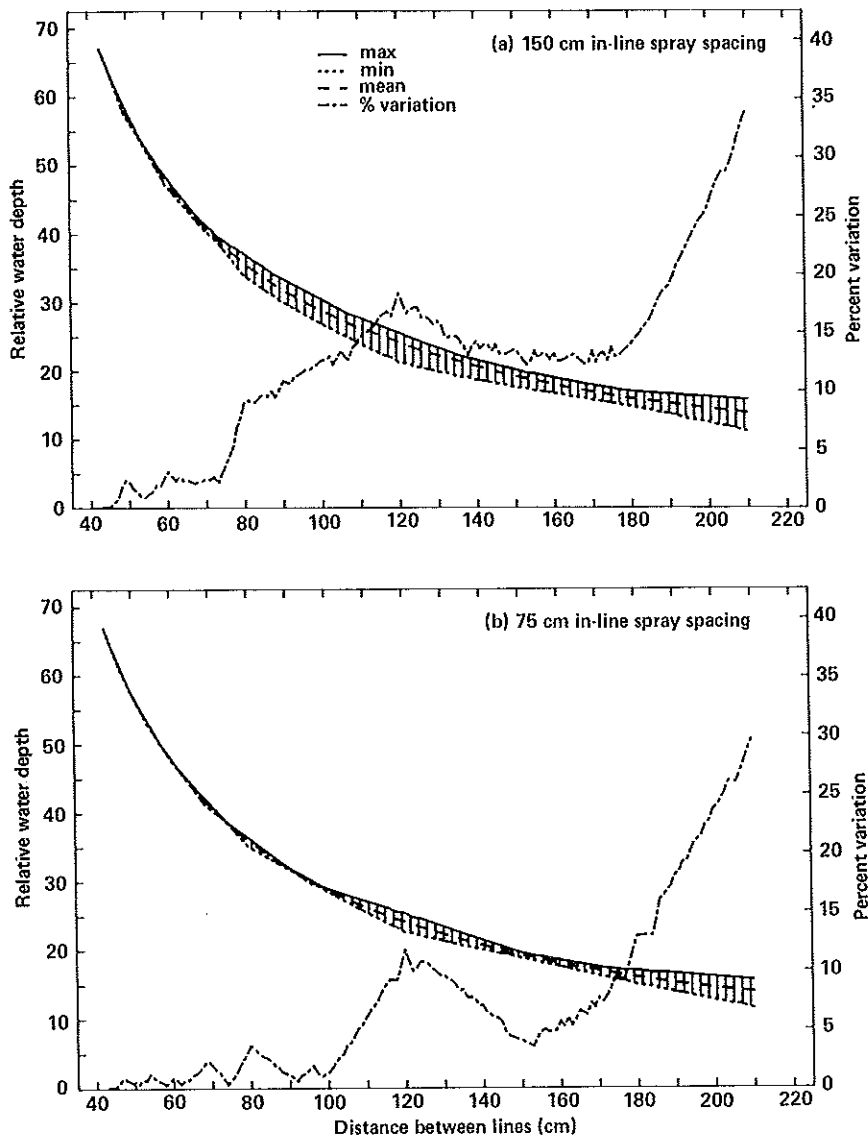 (a) 150 cm in-line spray spacing
max
min
mean
% variation
Relative water depth
70
60
50
40
30
20
10
0
Percent variation
40
35
30
25
20
15
10
5
0
40 60 80 100 120 140 160 180 200 220
(b) 75 cm in-line spray spacing
Relative water depth
70
60
50
40
30
20
10
0
Percent variation
40
35
30
25
20
15
10
5
0
40 60 80 100 120 140 160 180 200 220
Distance between lines (cm)